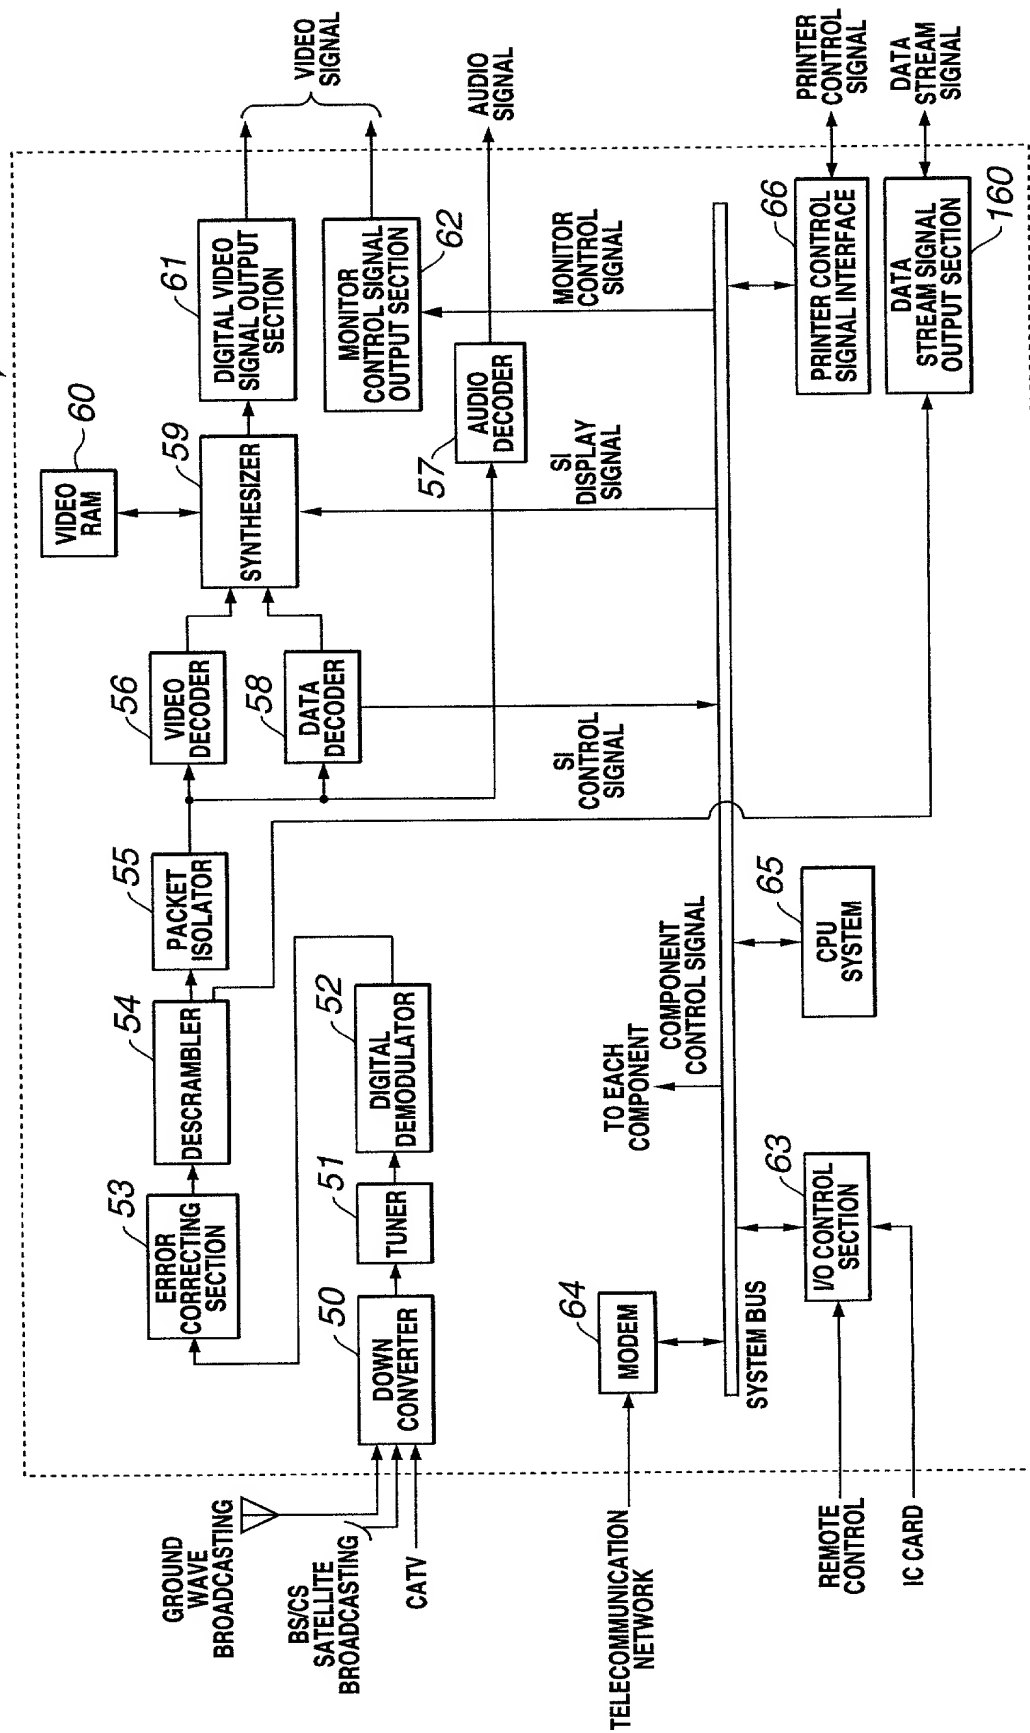 GROUND
WAVE
BROADCASTING
BS/CS
SATELLITE
BROADCASTING
CATV
TELECOMMUNICATION
NETWORK
REMOTE
CONTROL
IC CARD
50
DOWN
CONVERTER
51
TUNER
52
DIGITAL
DEMODULATOR
53
ERROR
CORRECTING
SECTION
54
DESCRAMBLER
55
PACKET
ISOLATOR
56
VIDEO
DECODER
58
DATA
DECODER
59
SYNTHESIZER
60
VIDEO
RAM
61
DIGITAL VIDEO
SIGNAL OUTPUT
SECTION
MONITOR
CONTROL SIGNAL
OUTPUT SECTION
62
57
AUDIO
DECODER
VIDEO
SIGNAL
AUDIO
SIGNAL
SI
CONTROL
SIGNAL
SI
DISPLAY
SIGNAL
MONITOR
CONTROL
SIGNAL
TO EACH
COMPONENT
COMPONENT
CONTROL SIGNAL
64
MODEM
SYSTEM BUS
63
I/O CONTROL
SECTION
65
CPU
SYSTEM
66
PRINTER CONTROL
SIGNAL INTERFACE
DATA
STREAM SIGNAL
OUTPUT SECTION
160
PRINTER
CONTROL
SIGNAL
DATA
STREAM
SIGNAL